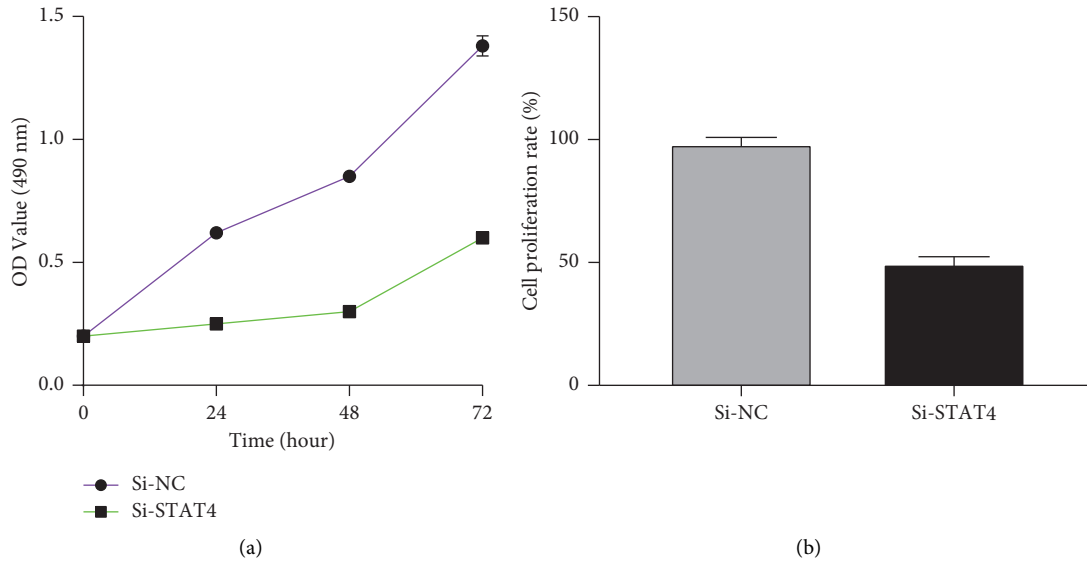 OD Value (490 nm)
1.5
1.0
0.5
0.0
0 24 48 72
Time (hour)
Si-NC
Si-STAT4
(a)
Cell proliferation rate (%)
150
100
50
0
Si-NC Si-STAT4
(b)